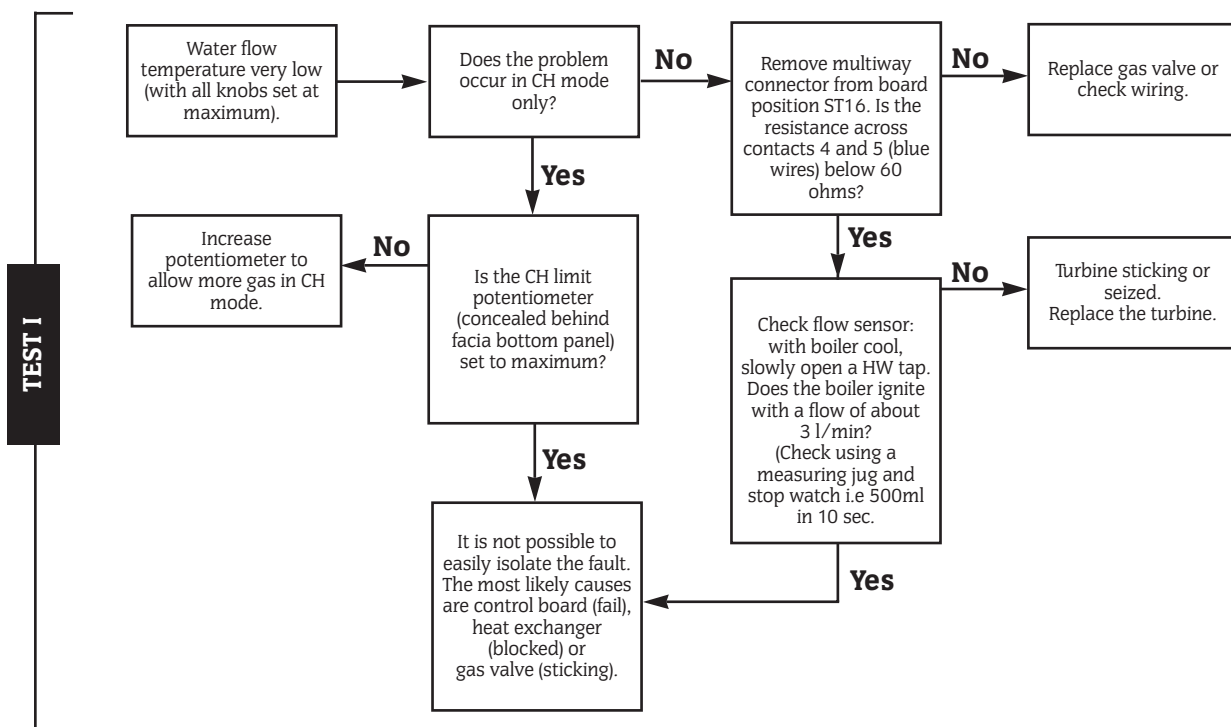 TEST I
Water flow
temperature very low
(with all knobs set at
maximum).
Does the problem
occur in CH mode
only?
No
Remove multiway
connector from board
position ST16. Is the
resistance across
contacts 4 and 5 (blue
wires) below 60
ohms?
No
Replace gas valve or
check wiring.
Yes
Yes
Increase
potentiometer to
allow more gas in CH
mode.
No
Is the CH limit
potentiometer
(concealed behind
facia bottom panel)
set to maximum?
Check flow sensor:
with boiler cool,
slowly open a HW tap.
Does the boiler ignite
with a flow of about
3 l/min?
(Check using a
measuring jug and
stop watch i.e 500ml
in 10 sec.
No
Turbine sticking or
seized.
Replace the turbine.
Yes
It is not possible to
easily isolate the fault.
The most likely causes
are control board (fail),
heat exchanger
(blocked) or
gas valve (sticking).
Yes